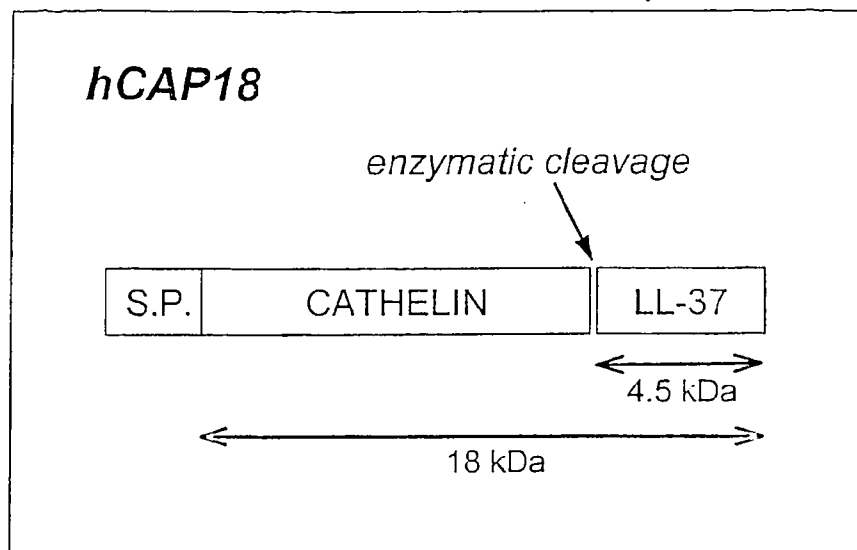 hCAP18
enzymatic cleavage
S.P. CATHELIN LL-37
4.5 kDa
18 kDa